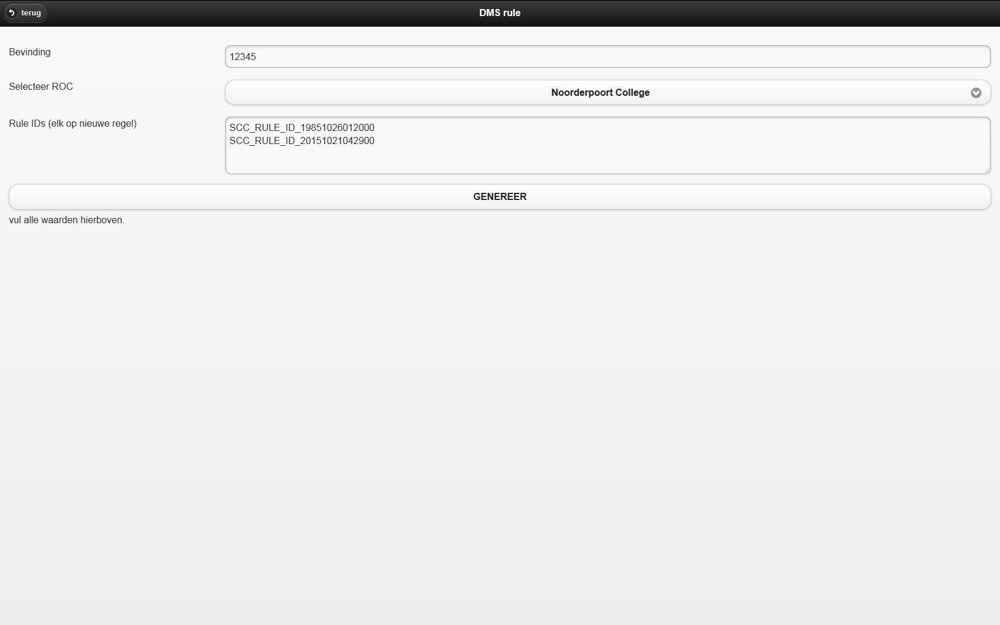 terug
DMS rule
Bevinding
12345
Selecteer ROC
Noorderpoort College
Rule IDs (elk op nieuwe regel)
SCC_RULE_ID_19851026012000
SCC_RULE_ID_20151021042900
GENEREER
vul alle waarden hierboven.